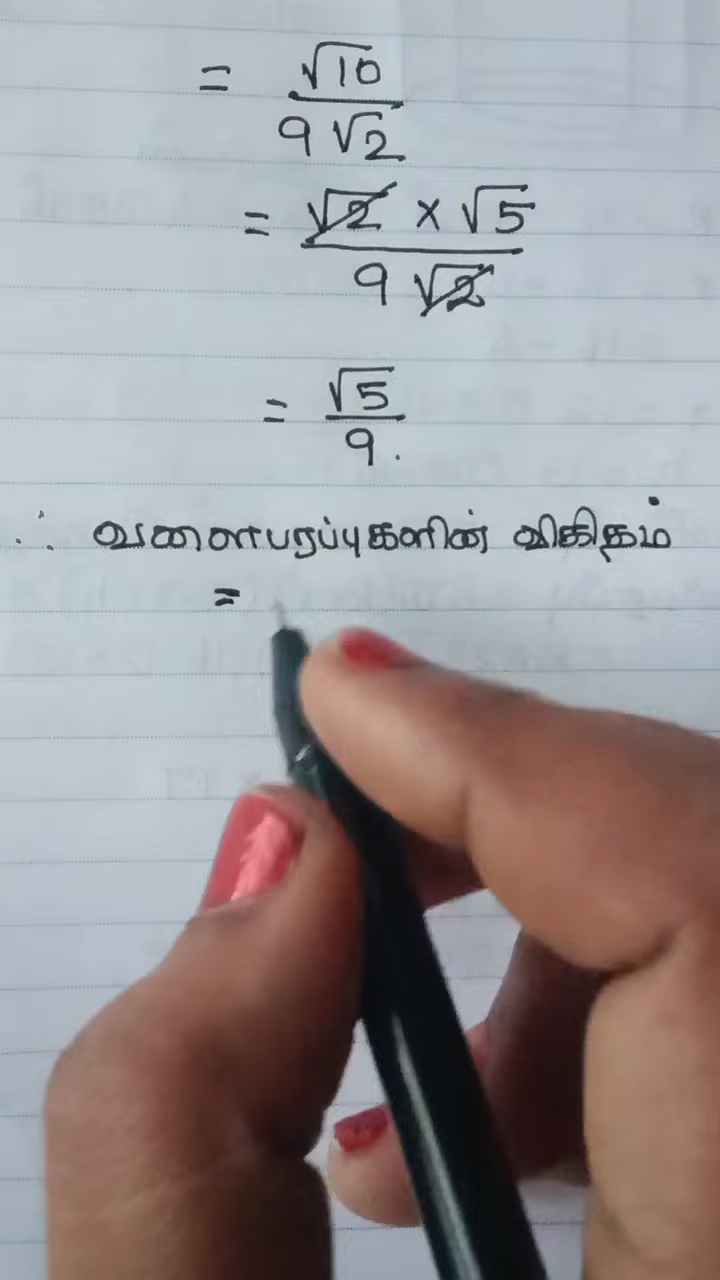 = √10 / 9√2
= √2 × √5 / 9√2
= √5 / 9.
∴ வளைபரப்புகளின் விகிதம்
=